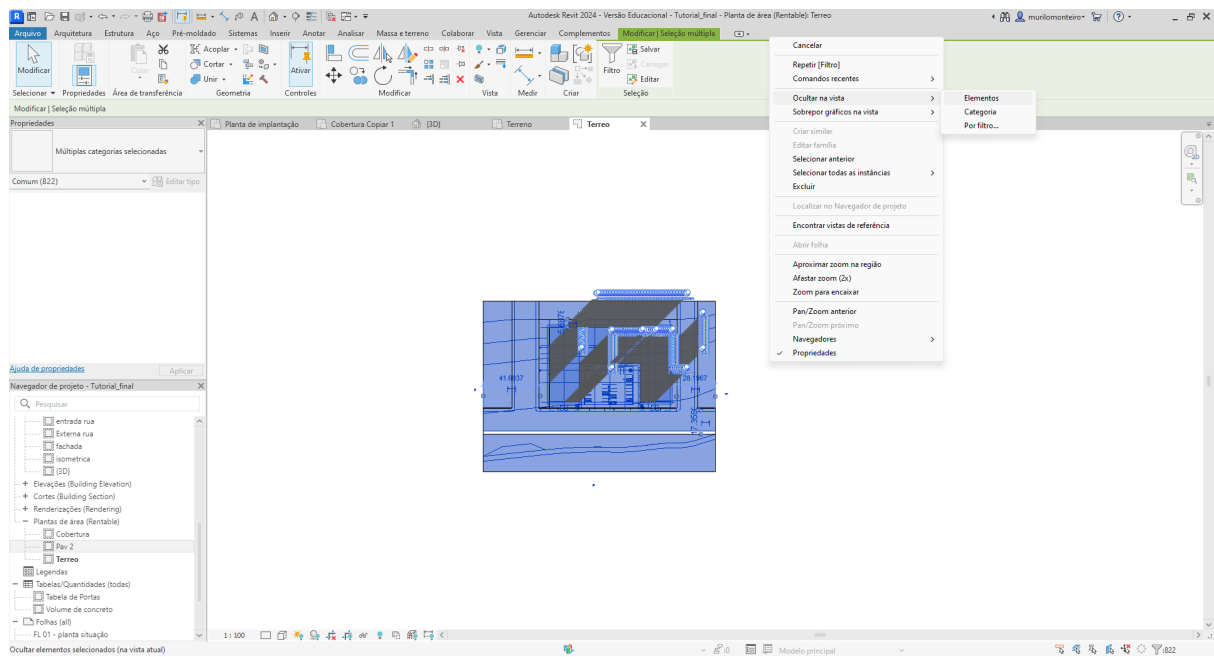 Autodesk Revit 2024 - Versão Educacional - Tutorial_final - Planta de área (Rentable): Terreo
murilomonteiro
Arquivo Arquitetura Estrutura Aço Pré-moldado Sistemas Inserir Anotar Analisar Massa e terreno Colaborar Vista Gerenciar Complementos Modificar | Seleção múltipla
Modificar
Colar
Acoplar
Cortar
Unir
Ativar
Filtro
Salvar
Carregar
Editar
Selecionar Propriedades Área de transferência Geometria Controles Modificar Vista Medir Criar Seleção
Modificar | Seleção múltipla
Propriedades
Planta de implantação
Cobertura Copiar 1
{3D}
Terreno
Terreo
Múltiplas categorias selecionadas
Comum (822)
Editar tipo
Ajuda de propriedades
Aplicar
Navegador de projeto - Tutorial_final
Pesquisar
entrada rua
Externa rua
fachada
isometrica
{3D}
Elevações (Building Elevation)
Cortes (Building Section)
Renderizações (Rendering)
Plantas de área (Rentable)
Cobertura
Pav 2
Terreo
Legendas
Tabelas/Quantidades (todas)
Tabela de Portas
Volume de concreto
Folhas (all)
FL 01 - planta situação
Cancelar
Repetir [Filtro]
Comandos recentes
Ocultar na vista
Sobrepor gráficos na vista
Criar similar
Editar família
Selecionar anterior
Selecionar todas as instâncias
Excluir
Localizar no Navegador de projeto
Encontrar vistas de referência
Abrir folha
Aproximar zoom na região
Afastar zoom (2x)
Zoom para encaixar
Pan/Zoom anterior
Pan/Zoom próximo
Navegadores
Propriedades
Elementos
Categoria
Por filtro...
1 : 100
Ocultar elementos selecionados (na vista atual)
:0
Modelo principal
:822